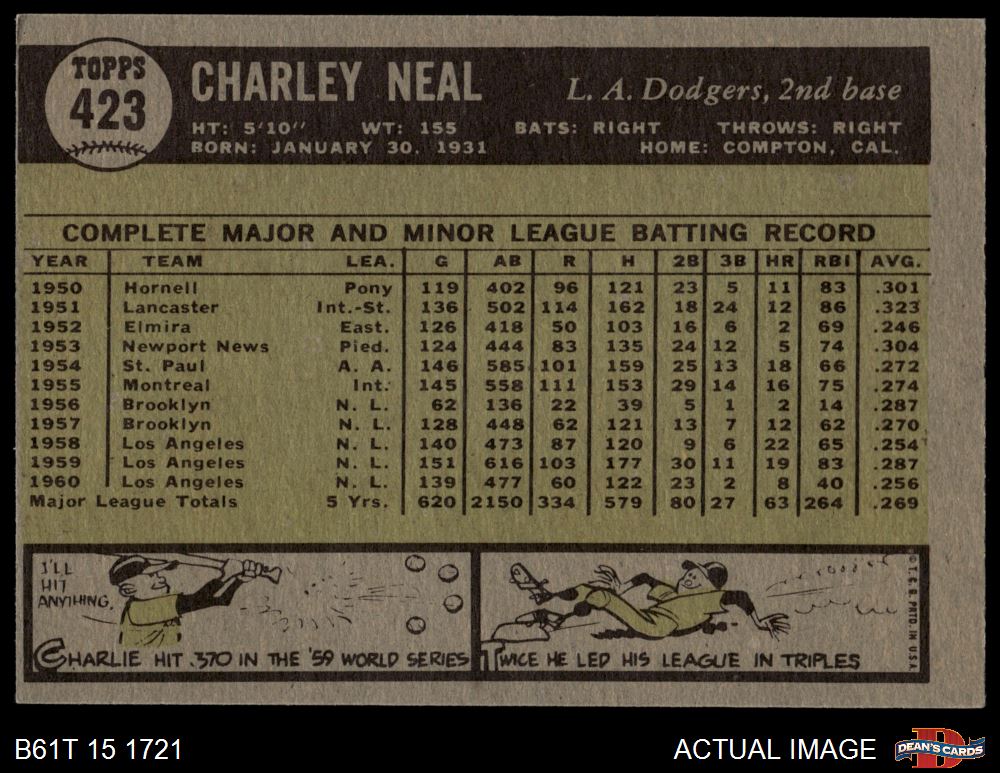 TOPPS
423
CHARLEY NEAL
L. A. Dodgers, 2nd base
HT: 5'10" WT: 155 BATS: RIGHT THROWS: RIGHT
BORN: JANUARY 30, 1931 HOME: COMPTON, CAL.
COMPLETE MAJOR AND MINOR LEAGUE BATTING RECORD
YEAR TEAM LEA. G AB R H 2B 3B HR RBI AVG.
1950 Hornell Pony 119 402 96 121 23 5 11 83 .301
1951 Lancaster Int.-St. 136 502 114 162 18 24 12 86 .323
1952 Elmira East. 126 418 50 103 16 6 2 69 .246
1953 Newport News Pied. 124 444 83 135 24 12 5 74 .304
1954 St. Paul A. A. 146 585 101 159 25 13 18 66 .272
1955 Montreal Int. 145 558 111 153 29 14 16 75 .274
1956 Brooklyn N. L. 62 136 22 39 5 1 2 14 .287
1957 Brooklyn N. L. 128 448 62 121 13 7 12 62 .270
1958 Los Angeles N. L. 140 473 87 120 9 6 22 65 .254
1959 Los Angeles N. L. 151 616 103 177 30 11 19 83 .287
1960 Los Angeles N. L. 139 477 60 122 23 2 8 40 .256
Major League Totals 5 Yrs. 620 2150 334 579 80 27 63 264 .269
I'LL
HIT
ANYTHING.
CHARLIE HIT .370 IN THE '59 WORLD SERIES
TWICE HE LED HIS LEAGUE IN TRIPLES
© T. C. G. PRTD. IN U.S.A.
B61T 15 1721
ACTUAL IMAGE
D
DEAN'S CARDS